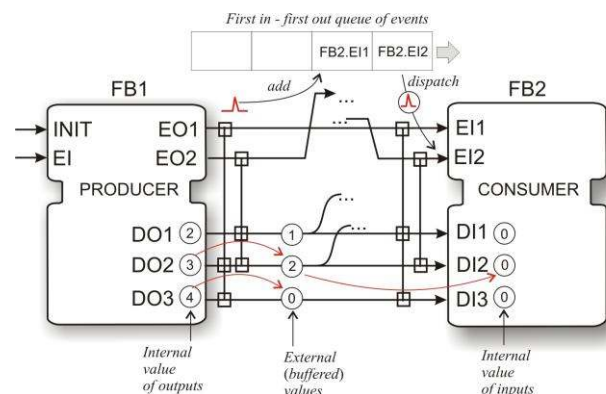 First in - first out queue of events
FB2.EI1 FB2.EI2
FB1
add
dispatch
FB2
...
...
INIT
EO1
EI1
EI
EO2
EI2
PRODUCER
CONSUMER
...
DO1 2
1
DI1 0
...
DO2 3
2
DI2 0
DO3 4
0
DI3 0
Internal
value
of outputs
External
(buffered)
values
Internal
value
of inputs